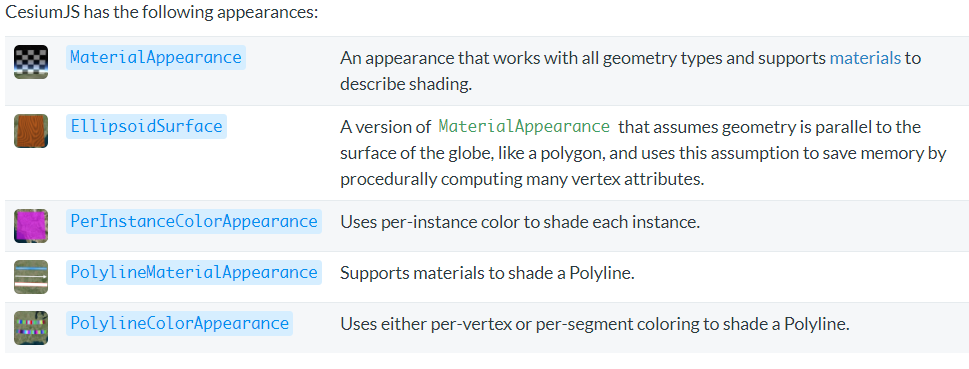 CesiumJS has the following appearances:
MaterialAppearance
An appearance that works with all geometry types and supports materials to
describe shading.
EllipsoidSurface
A version of MaterialAppearance that assumes geometry is parallel to the
surface of the globe, like a polygon, and uses this assumption to save memory by
procedurally computing many vertex attributes.
PerInstanceColorAppearance
Uses per-instance color to shade each instance.
PolylineMaterialAppearance
Supports materials to shade a Polyline.
PolylineColorAppearance
Uses either per-vertex or per-segment coloring to shade a Polyline.